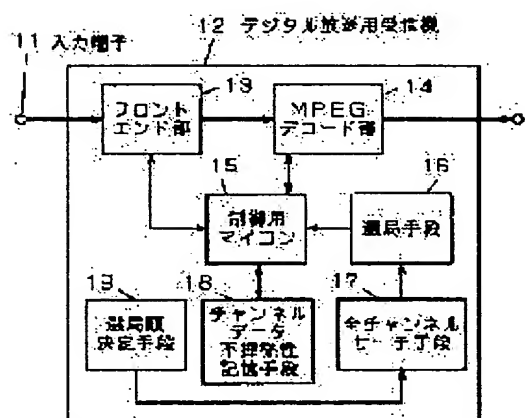 11 入力端子
12 デジタル放送用受信機
13
フロント
エンド部
14
MPEG
デコード部
15
制御用
マイコン
16
選局手段
19
選局順
決定手段
18
チャンネル
データ
不揮発性
記憶手段
17
全チャンネル
サーチ手段